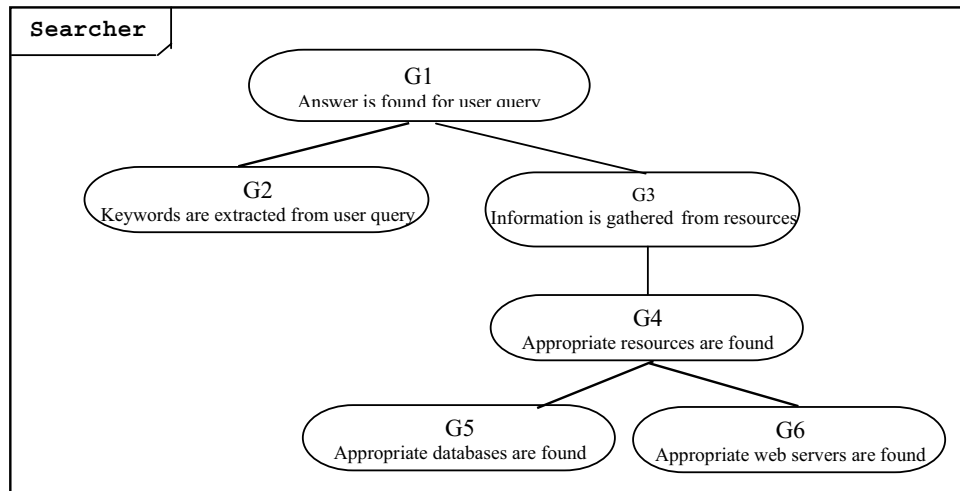 Searcher
G1
Answer is found for user query
G2
Keywords are extracted from user query
G3
Information is gathered from resources
G4
Appropriate resources are found
G5
Appropriate databases are found
G6
Appropriate web servers are found